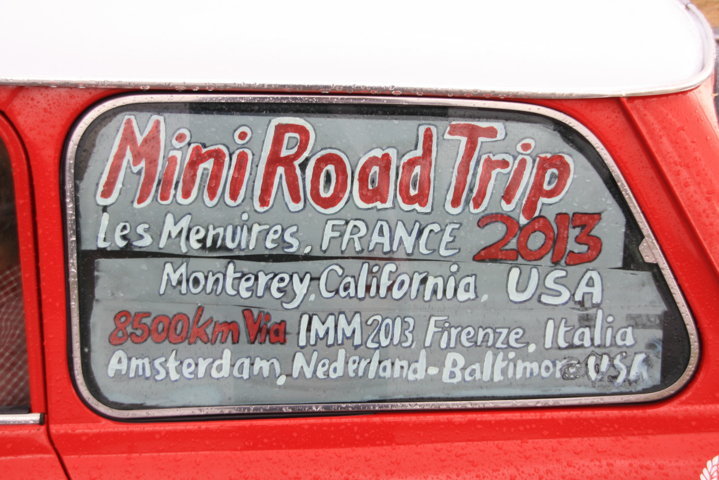 Mini Road Trip
Les Menuires, FRANCE 2013
Monterey, California, USA
8500km Via IMM 2013 Firenze, Italia
Amsterdam, Nederland-Baltimore USA